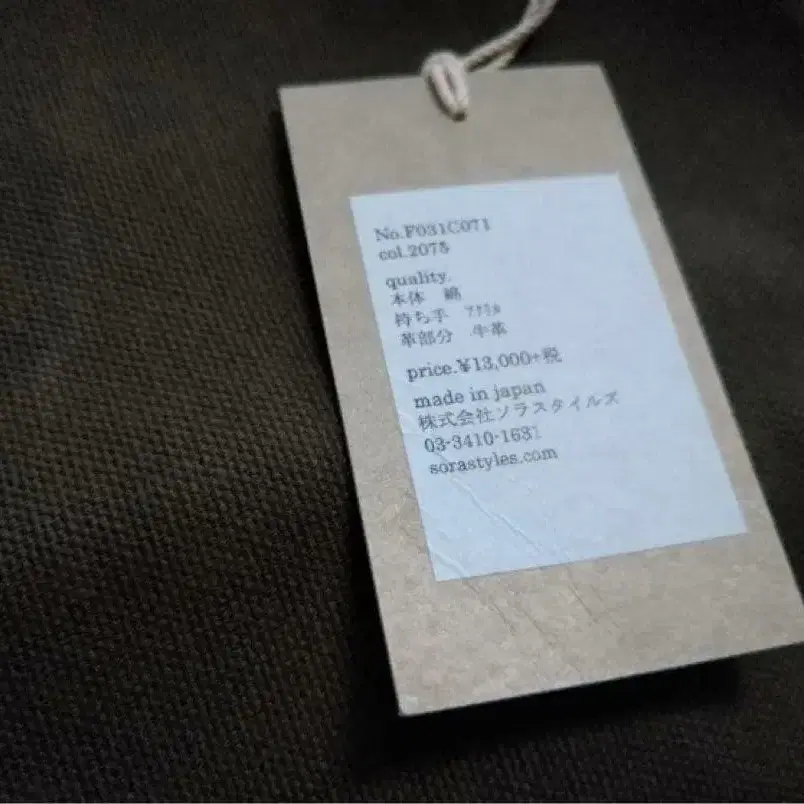 No.F031C071
col.2075
quality.
本体 綿
持ち手 アクリル
革部分 牛革
price.¥13,000+税
made in japan
株式会社ソラスタイルズ
03-3410-1631
sorastyles.com